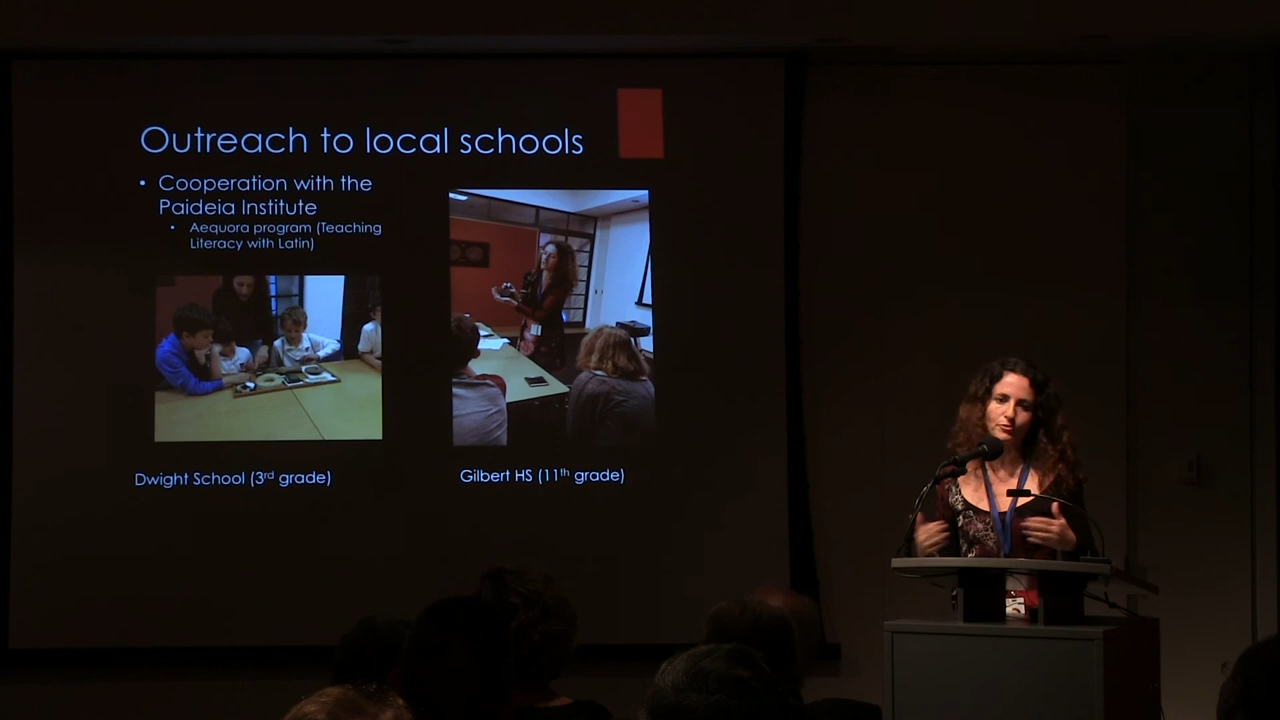 Outreach to local schools
• Cooperation with the
Paideia Institute
• Aequora program (Teaching
Literacy with Latin)
Dwight School (3rd grade)
Gilbert HS (11th grade)